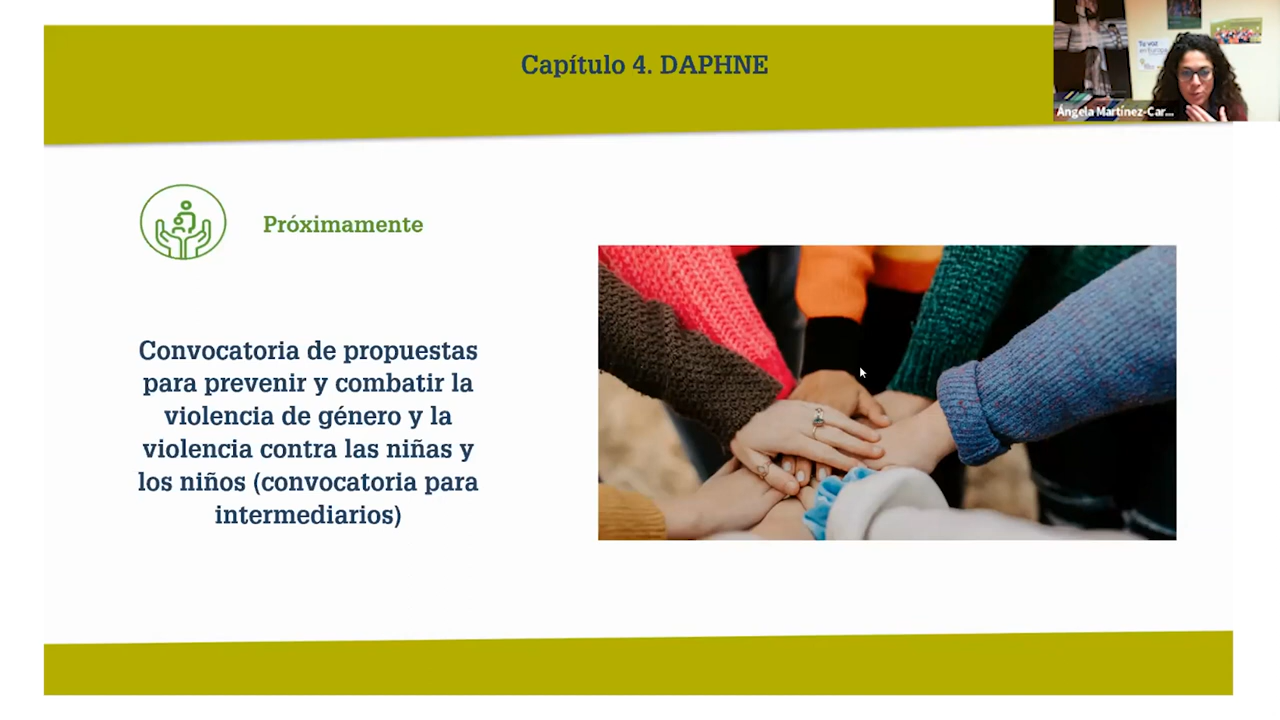 Capítulo 4. DAPHNE
Ángela Martínez-Car...
Próximamente
Convocatoria de propuestas
para prevenir y combatir la
violencia de género y la
violencia contra las niñas y
los niños (convocatoria para
intermediarios)